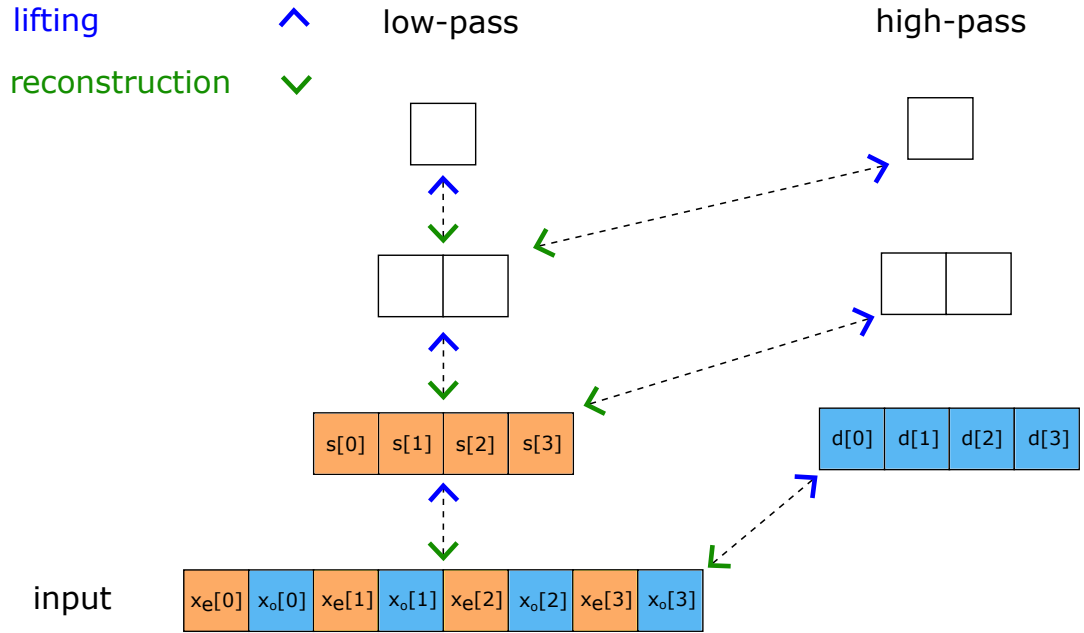 lifting low-pass high-pass
reconstruction
s[0] s[1] s[2] s[3] d[0] d[1] d[2] d[3]
input xe[0] xo[0] xe[1] xo[1] xe[2] xo[2] xe[3] xo[3]